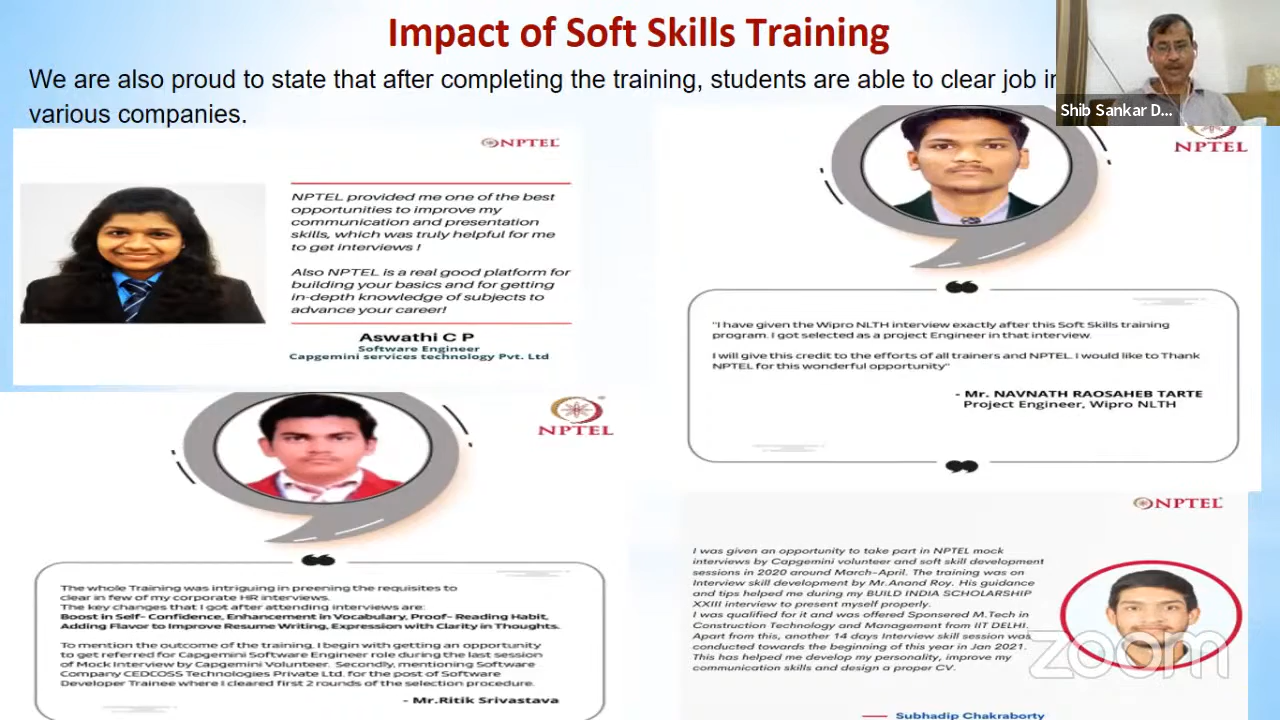 Impact of Soft Skills Training
We are also proud to state that after completing the training, students are able to clear job in
various companies.
Shib Sankar D...
NPTEL
NPTEL provided me one of the best
opportunities to improve my
communication and presentation
skills, which was truly helpful for me
to get interviews !
Also NPTEL is a real good platform for
building your basics and for getting
in-depth knowledge of subjects to
advance your career!
Aswathi C P
Software Engineer
Capgemini services technology Pvt. Ltd
NPTEL
"I have given the Wipro NLTH interview exactly after this Soft Skills training
program. I got selected as a project Engineer in that interview.
I will give this credit to the efforts of all trainers and NPTEL. I would like to Thank
NPTEL for this wonderful opportunity"
- Mr. NAVNATH RAOSAHEB TARTE
Project Engineer, Wipro NLTH
NPTEL
The whole Training was intriguing in preening the requisites to
clear in few of my corporate HR interviews.
The key changes that I got after attending interviews are:
Boost in Self- Confidence, Enhancement in Vocabulary, Proof- Reading Habit,
Adding Flavor to Improve Resume Writing, Expression with Clarity in Thoughts.
To mention the outcome of the training, I begin with getting an opportunity
to get referred for Capgemini Software Engineer role during the last session
of Mock Interview by Capgemini Volunteer. Secondly, mentioning Software
Company CEDCOSS Technologies Private Ltd. for the post of Software
Developer Trainee where I cleared first 2 rounds of the selection procedure.
- Mr.Ritik Srivastava
NPTEL
I was given an opportunity to take part in NPTEL mock
interviews by Capgemini volunteer and soft skill development
sessions in 2020 around March-April. The training was on
Interview skill development by Mr.Anand Roy. His guidance
and tips helped me during my BUILD INDIA SCHOLARSHIP
XXIII interview to present myself properly.
I was qualified for it and was offered Sponsered M.Tech in
Construction Technology and Management from IIT DELHI.
Apart from this, another 14 days Interview skill session was
conducted towards the beginning of this year in Jan 2021.
This has helped me develop my personality, improve my
communication skills and design a proper CV.
Subhadip Chakraborty
zoom